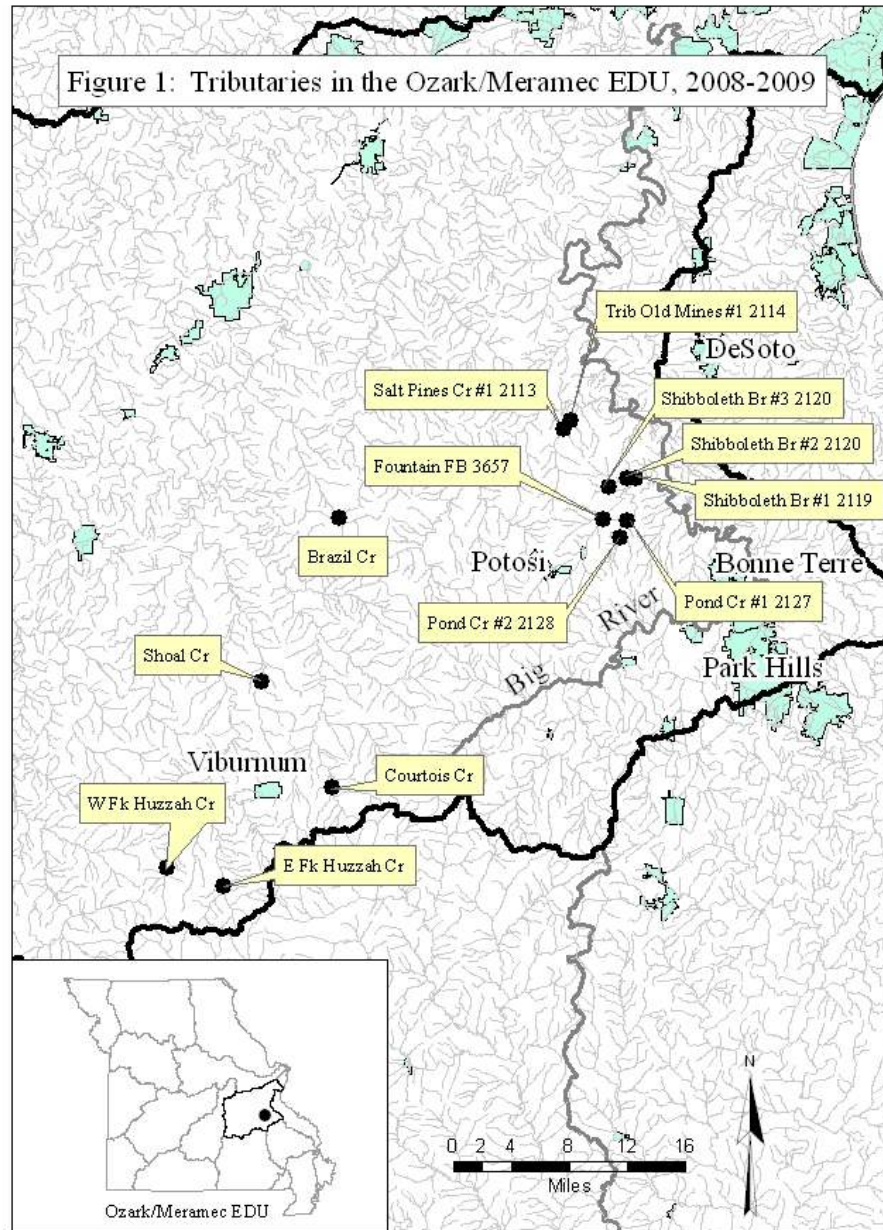 Figure 1: Tributaries in the Ozark/Meramec EDU, 2008-2009
Trib Old Mines #1 2114
DeSoto
Salt Pines Cr #1 2113
Shibboleth Br #3 2120
Shibboleth Br #2 2120
Fountain FB 3657
Shibboleth Br #1 2119
Brazil Cr
Potosi
Bonne Terre
Pond Cr #1 2127
Pond Cr #2 2128
River
Big
Shoal Cr
Park Hills
Viburnum
Courtois Cr
W Fk Huzzah Cr
E Fk Huzzah Cr
N
0 2 4 8 12 16
Miles
Ozark/Meramec EDU